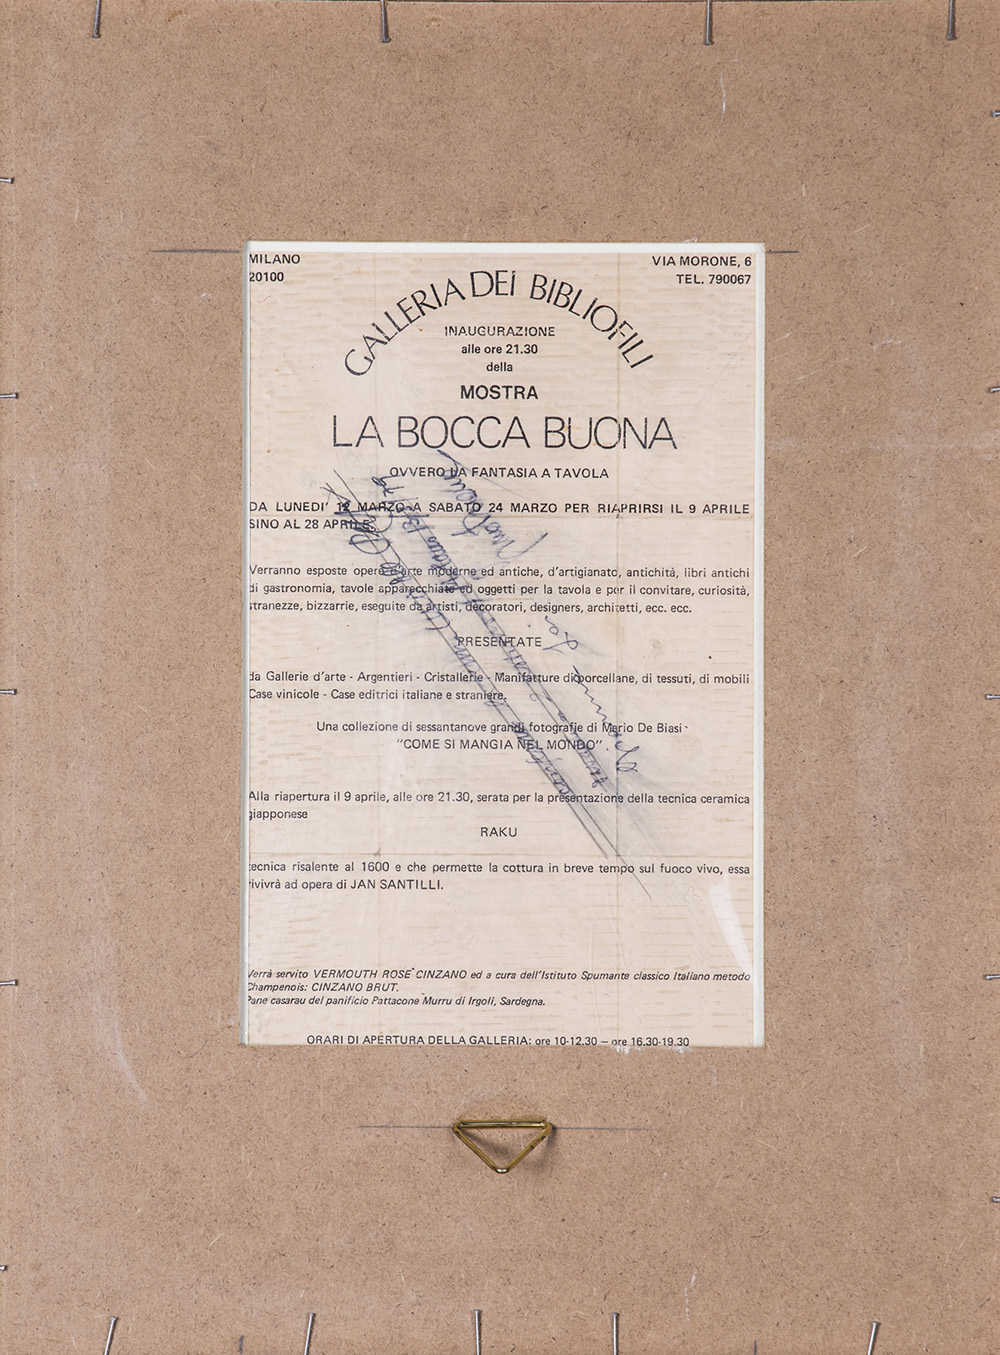 MILANO
20100
VIA MORONE, 6
TEL. 790067
GALLERIA DEI BIBLIOFILI
INAUGURAZIONE
alle ore 21.30
della
MOSTRA
LA BOCCA BUONA
OVVERO LA FANTASIA A TAVOLA
DA LUNEDI' 12 MARZO A SABATO 24 MARZO PER RIAPRIRSI IL 9 APRILE
SINO AL 28 APRILE.
Verranno esposte opere d'arte moderne ed antiche, d'artigianato, antichità, libri antichi
di gastronomia, tavole apparecchiate ed oggetti per la tavola e per il convitare, curiosità,
stranezze, bizzarrie, eseguite da artisti, decoratori, designers, architetti, ecc. ecc.
PRESENTATE
da Gallerie d'arte - Argentieri - Cristallerie - Manifatture di porcellane, di tessuti, di mobili
Case vinicole - Case editrici italiane e straniere.
Una collezione di sessantanove grandi fotografie di Mario De Biasi
"COME SI MANGIA NEL MONDO".
Alla riapertura il 9 aprile, alle ore 21.30, serata per la presentazione della tecnica ceramica
giapponese
RAKU
tecnica risalente al 1600 e che permette la cottura in breve tempo sul fuoco vivo, essa
rivivrà ad opera di JAN SANTILLI.
Verrà servito VERMOUTH ROSE' CINZANO ed a cura dell'Istituto Spumante classico Italiano metodo
Champenois: CINZANO BRUT.
Pane casarau del panificio Pattacone Murru di Irgoli, Sardegna.
ORARI DI APERTURA DELLA GALLERIA: ore 10-12.30 – ore 16.30-19.30